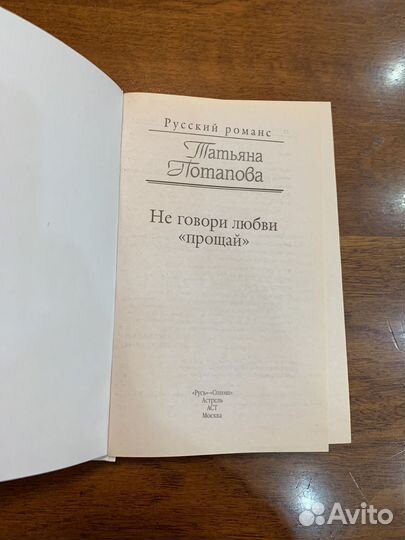 Русский романс
Татьяна
Потапова
Не говори любви
«прощай»
«Русь»-«Олимп»
Астрель
АСТ
Москва
Avito